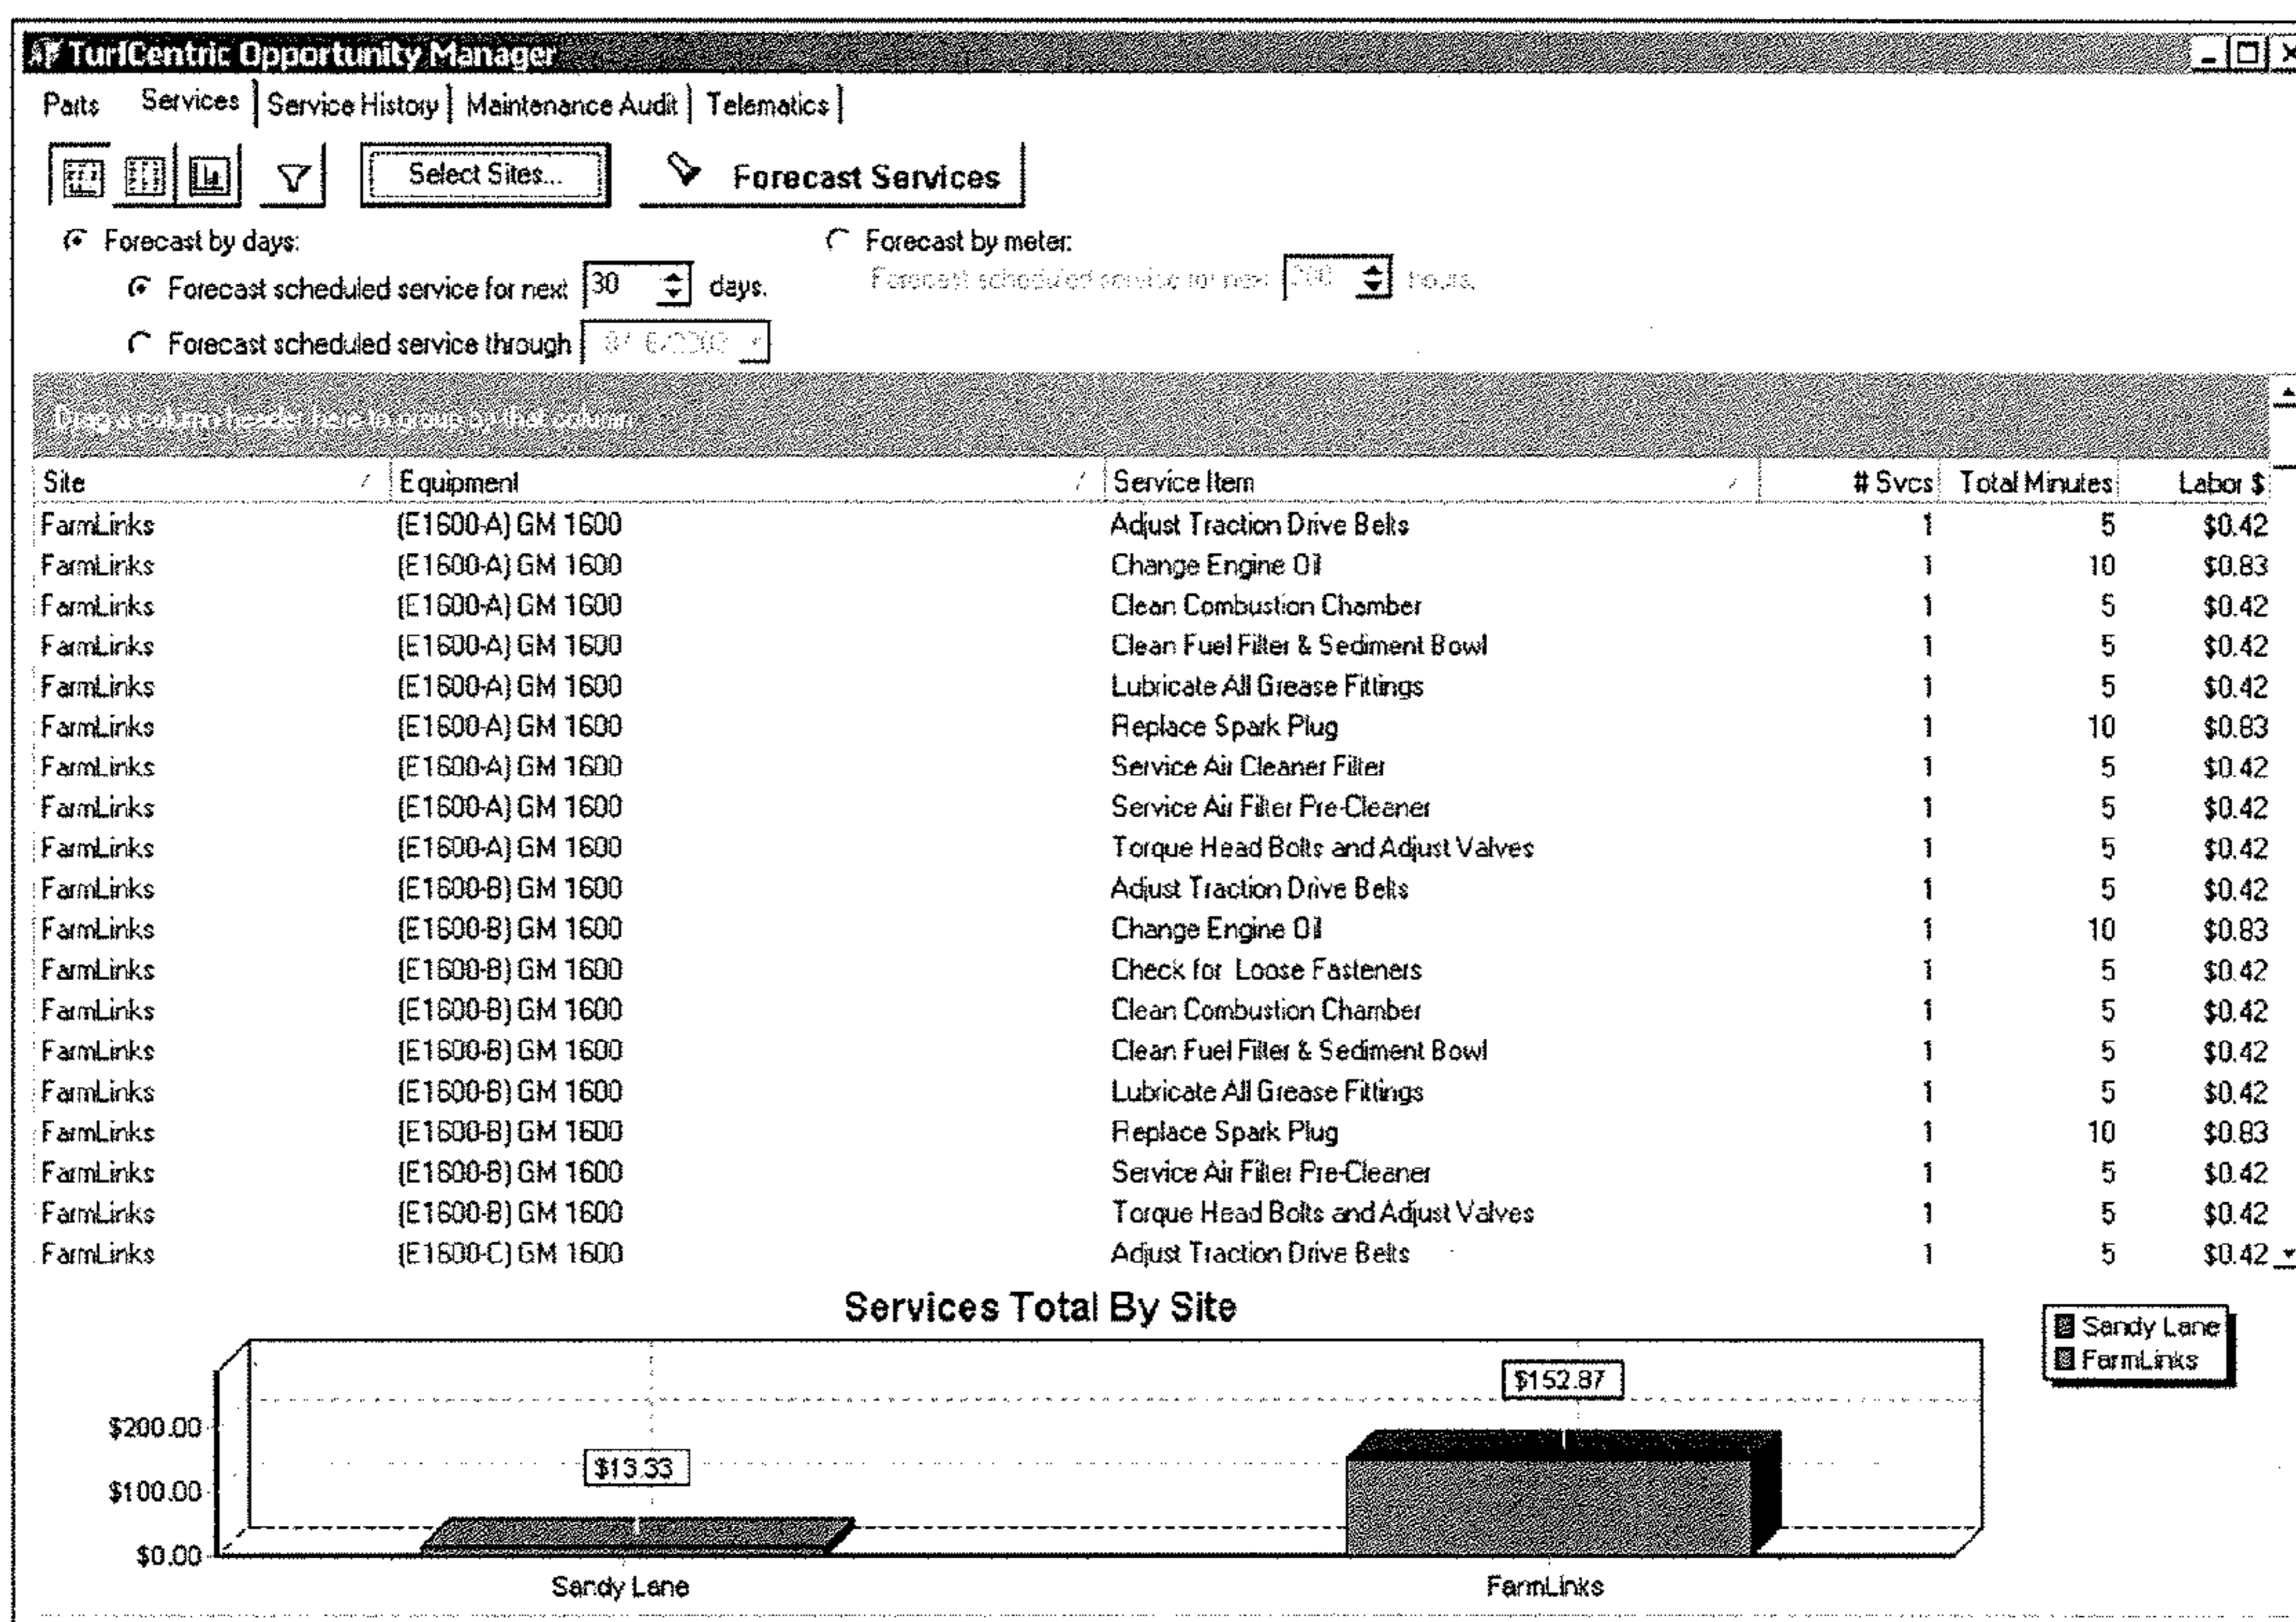 TurfCentric Opportunity Manager
Parts Services Service History Maintenance Audit Telematics
Select Sites... Forecast Services
Forecast by days: Forecast by meter:
Forecast scheduled service for next 30 days. Forecast scheduled service for next hours.
Forecast scheduled service through
Drag a column header here to group by that column
Site Equipment Service Item # Svcs Total Minutes Labor $
FarmLinks (E1600-A) GM 1600 Adjust Traction Drive Belts 1 5 $0.42
FarmLinks (E1600-A) GM 1600 Change Engine Oil 1 10 $0.83
FarmLinks (E1600-A) GM 1600 Clean Combustion Chamber 1 5 $0.42
FarmLinks (E1600-A) GM 1600 Clean Fuel Filter & Sediment Bowl 1 5 $0.42
FarmLinks (E1600-A) GM 1600 Lubricate All Grease Fittings 1 5 $0.42
FarmLinks (E1600-A) GM 1600 Replace Spark Plug 1 10 $0.83
FarmLinks (E1600-A) GM 1600 Service Air Cleaner Filter 1 5 $0.42
FarmLinks (E1600-A) GM 1600 Service Air Filter Pre-Cleaner 1 5 $0.42
FarmLinks (E1600-A) GM 1600 Torque Head Bolts and Adjust Valves 1 5 $0.42
FarmLinks (E1600-B) GM 1600 Adjust Traction Drive Belts 1 5 $0.42
FarmLinks (E1600-B) GM 1600 Change Engine Oil 1 10 $0.83
FarmLinks (E1600-B) GM 1600 Check for Loose Fasteners 1 5 $0.42
FarmLinks (E1600-B) GM 1600 Clean Combustion Chamber 1 5 $0.42
FarmLinks (E1600-B) GM 1600 Clean Fuel Filter & Sediment Bowl 1 5 $0.42
FarmLinks (E1600-B) GM 1600 Lubricate All Grease Fittings 1 5 $0.42
FarmLinks (E1600-B) GM 1600 Replace Spark Plug 1 10 $0.83
FarmLinks (E1600-B) GM 1600 Service Air Filter Pre-Cleaner 1 5 $0.42
FarmLinks (E1600-B) GM 1600 Torque Head Bolts and Adjust Valves 1 5 $0.42
FarmLinks (E1600-C) GM 1600 Adjust Traction Drive Belts 1 5 $0.42
Services Total By Site
Sandy Lane
FarmLinks
$152.87
$200.00
$13.33
$100.00
$0.00
Sandy Lane FarmLinks